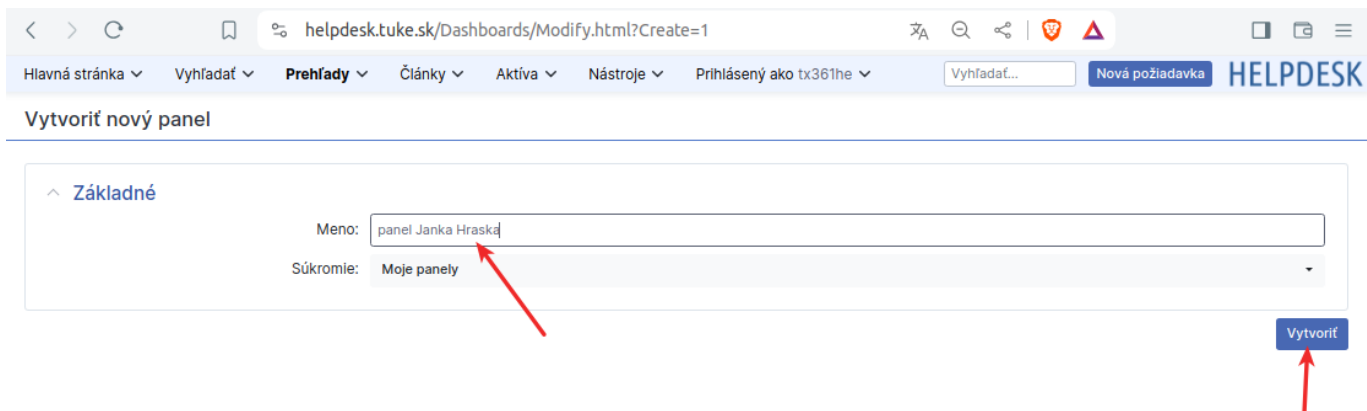 helpdesk.tuke.sk/Dashboards/Modify.html?Create=1
Hlavná stránka Vyhľadať Prehľady Články Aktíva Nástroje Prihlásený ako tx361he Vyhľadať... Nová požiadavka HELPDESK
Vytvoriť nový panel
Základné
Meno: panel Janka Hraska
Súkromie: Moje panely
Vytvoriť